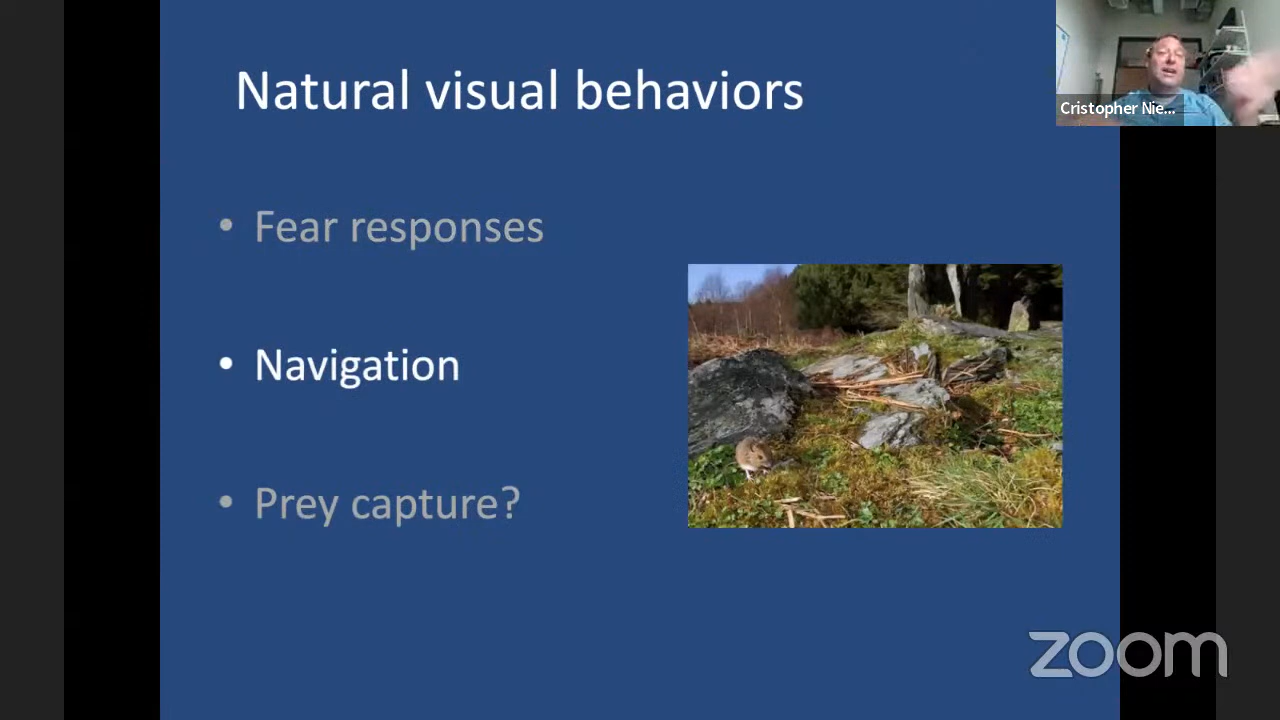 Natural visual behaviors
Cristopher Nie...
• Fear responses
• Navigation
• Prey capture?
zoom